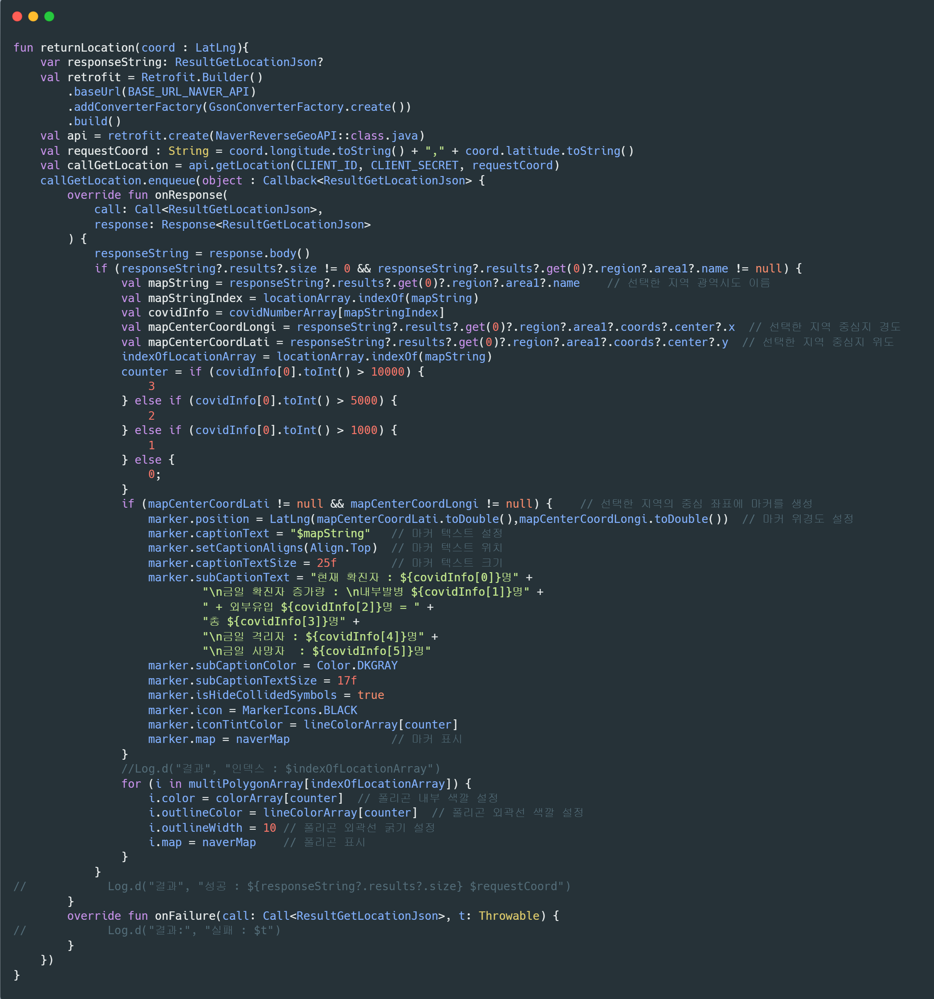 fun returnLocation(coord : LatLng){
    var responseString: ResultGetLocationJson?
    val retrofit = Retrofit.Builder()
        .baseUrl(BASE_URL_NAVER_API)
        .addConverterFactory(GsonConverterFactory.create())
        .build()
    val api = retrofit.create(NaverReverseGeoAPI::class.java)
    val requestCoord : String = coord.longitude.toString() + "," + coord.latitude.toString()
    val callGetLocation = api.getLocation(CLIENT_ID, CLIENT_SECRET, requestCoord)
    callGetLocation.enqueue(object : Callback<ResultGetLocationJson> {
        override fun onResponse(
            call: Call<ResultGetLocationJson>,
            response: Response<ResultGetLocationJson>
        ) {
            responseString = response.body()
            if (responseString?.results?.size != 0 && responseString?.results?.get(0)?.region?.area1?.name != null) {
                val mapString = responseString?.results?.get(0)?.region?.area1?.name    // 선택한 지역 광역시도 이름
                val mapStringIndex = locationArray.indexOf(mapString)
                val covidInfo = covidNumberArray[mapStringIndex]
                val mapCenterCoordLongi = responseString?.results?.get(0)?.region?.area1?.coords?.center?.x  // 선택한 지역 중심지 경도
                val mapCenterCoordLati = responseString?.results?.get(0)?.region?.area1?.coords?.center?.y  // 선택한 지역 중심지 위도
                indexOfLocationArray = locationArray.indexOf(mapString)
                counter = if (covidInfo[0].toInt() > 10000) {
                    3
                } else if (covidInfo[0].toInt() > 5000) {
                    2
                } else if (covidInfo[0].toInt() > 1000) {
                    1
                } else {
                    0;
                }
                if (mapCenterCoordLati != null && mapCenterCoordLongi != null) {    // 선택한 지역의 중심 좌표에 마커를 생성
                    marker.position = LatLng(mapCenterCoordLati.toDouble(),mapCenterCoordLongi.toDouble())  // 마커 위경도 설정
                    marker.captionText = "$mapString"   // 마커 텍스트 설정
                    marker.setCaptionAligns(Align.Top)  // 마커 텍스트 위치
                    marker.captionTextSize = 25f        // 마커 텍스트 크기
                    marker.subCaptionText = "현재 확진자 : ${covidInfo[0]}명" +
                            "\n금일 확진자 증가량 : \n내부발병 ${covidInfo[1]}명" +
                            " + 외부유입 ${covidInfo[2]}명 = " +
                            "총 ${covidInfo[3]}명" +
                            "\n금일 격리자 : ${covidInfo[4]}명" +
                            "\n금일 사망자  : ${covidInfo[5]}명"
                    marker.subCaptionColor = Color.DKGRAY
                    marker.subCaptionTextSize = 17f
                    marker.isHideCollidedSymbols = true
                    marker.icon = MarkerIcons.BLACK
                    marker.iconTintColor = lineColorArray[counter]
                    marker.map = naverMap               // 마커 표시
                }
                //Log.d("결과", "인덱스 : $indexOfLocationArray")
                for (i in multiPolygonArray[indexOfLocationArray]) {
                    i.color = colorArray[counter]  // 폴리곤 내부 색깔 설정
                    i.outlineColor = lineColorArray[counter]  // 폴리곤 외곽선 색깔 설정
                    i.outlineWidth = 10 // 폴리곤 외곽선 굵기 설정
                    i.map = naverMap    // 폴리곤 표시
                }
            }
//            Log.d("결과", "성공 : ${responseString?.results?.size} $requestCoord")
        }
        override fun onFailure(call: Call<ResultGetLocationJson>, t: Throwable) {
//            Log.d("결과:", "실패 : $t")
        }
    })
}